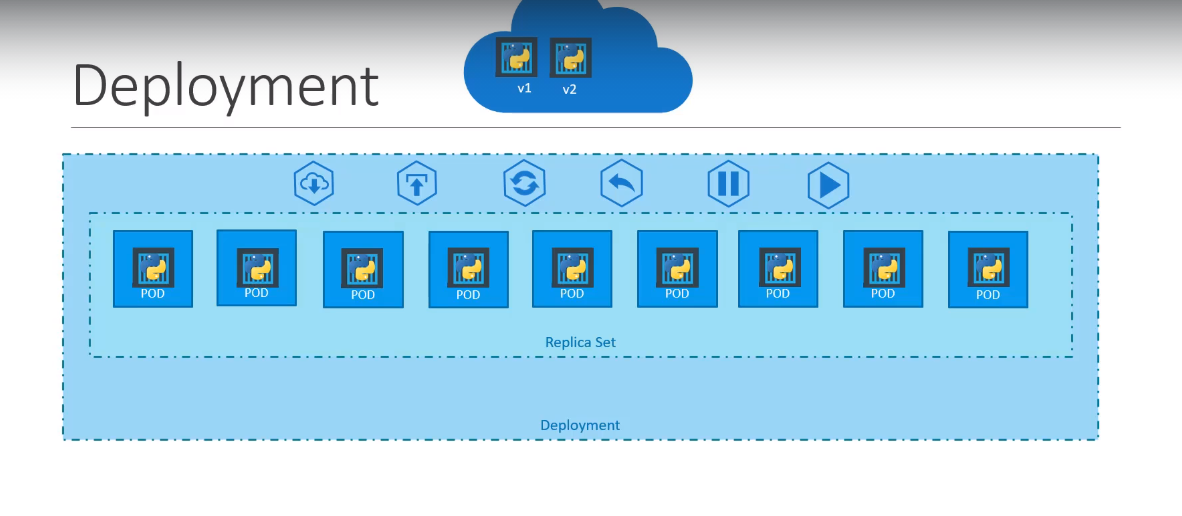 Deployment
v1 v2
POD POD POD POD POD POD POD POD POD
Replica Set
Deployment